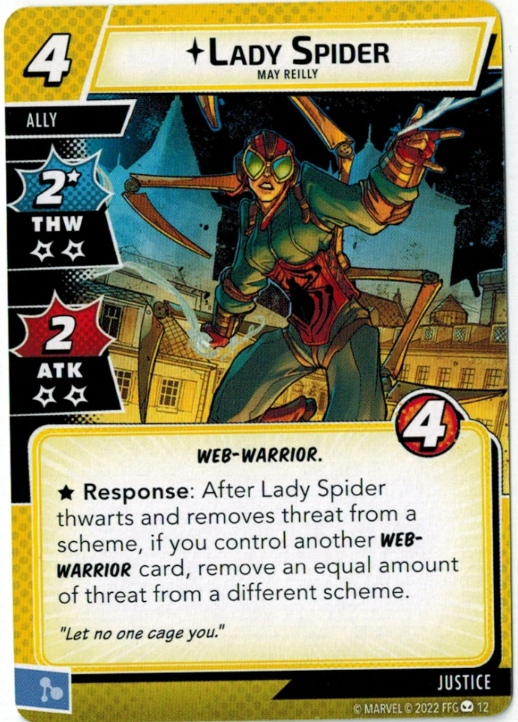 4
LADY SPIDER
MAY REILLY
ALLY
2
THW
2
ATK
4
WEB-WARRIOR.
★ Response: After Lady Spider
thwarts and removes threat from a
scheme, if you control another WEB-
WARRIOR card, remove an equal amount
of threat from a different scheme.
"Let no one cage you."
JUSTICE
© MARVEL © 2022 FFG 12